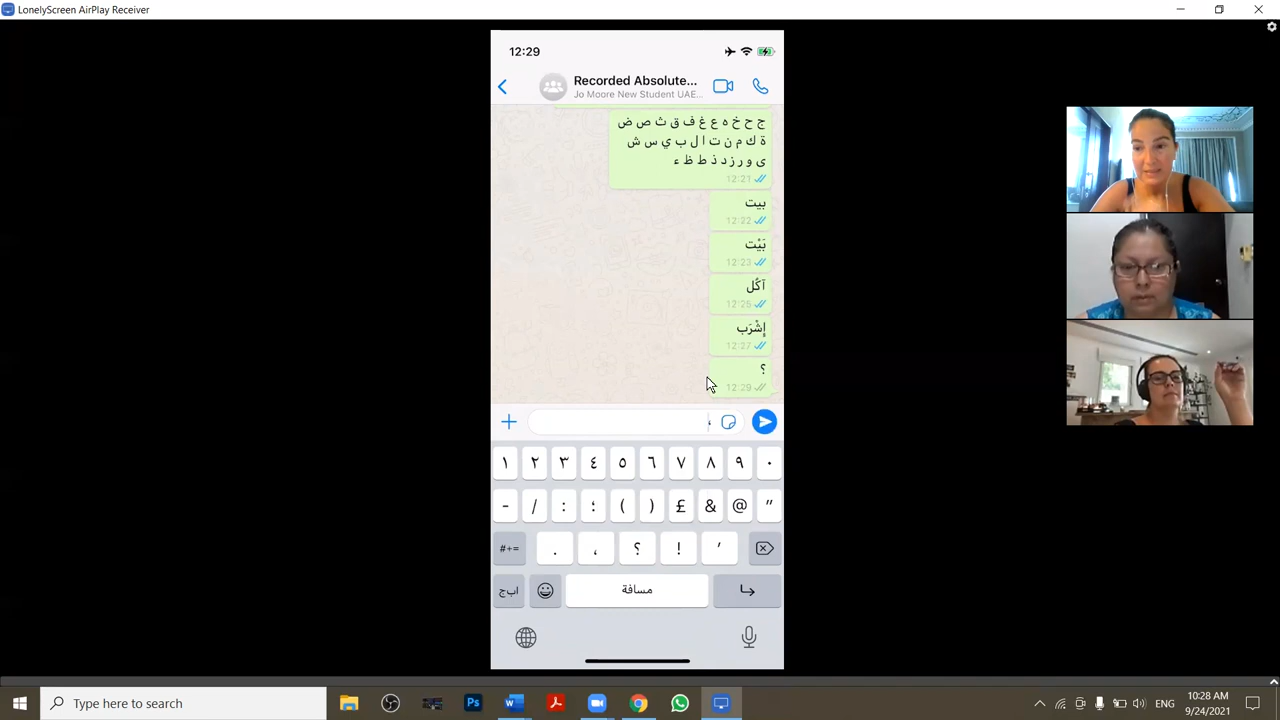 LonelyScreen AirPlay Receiver
12:29
Recorded Absolute...
Jo Moore New Student UAE...
ج ح خ ه ع غ ف ق ث ص ض
ة ك م ن ت ا ل ب ي س ش
ى و ر ز د ذ ط ظ ء
12:21
بيت
12:22
بَيْت
12:23
آكُل
12:25
إِشْرَب
12:27
؟
12:29
،
١ ٢ ٣ ٤ ٥ ٦ ٧ ٨ ٩ ٠
- / : ؛ ( ) £ & @ "
#+= . ، ؟ ! '
ابج مسافة
Type here to search
Ps
ENG
10:28 AM
9/24/2021